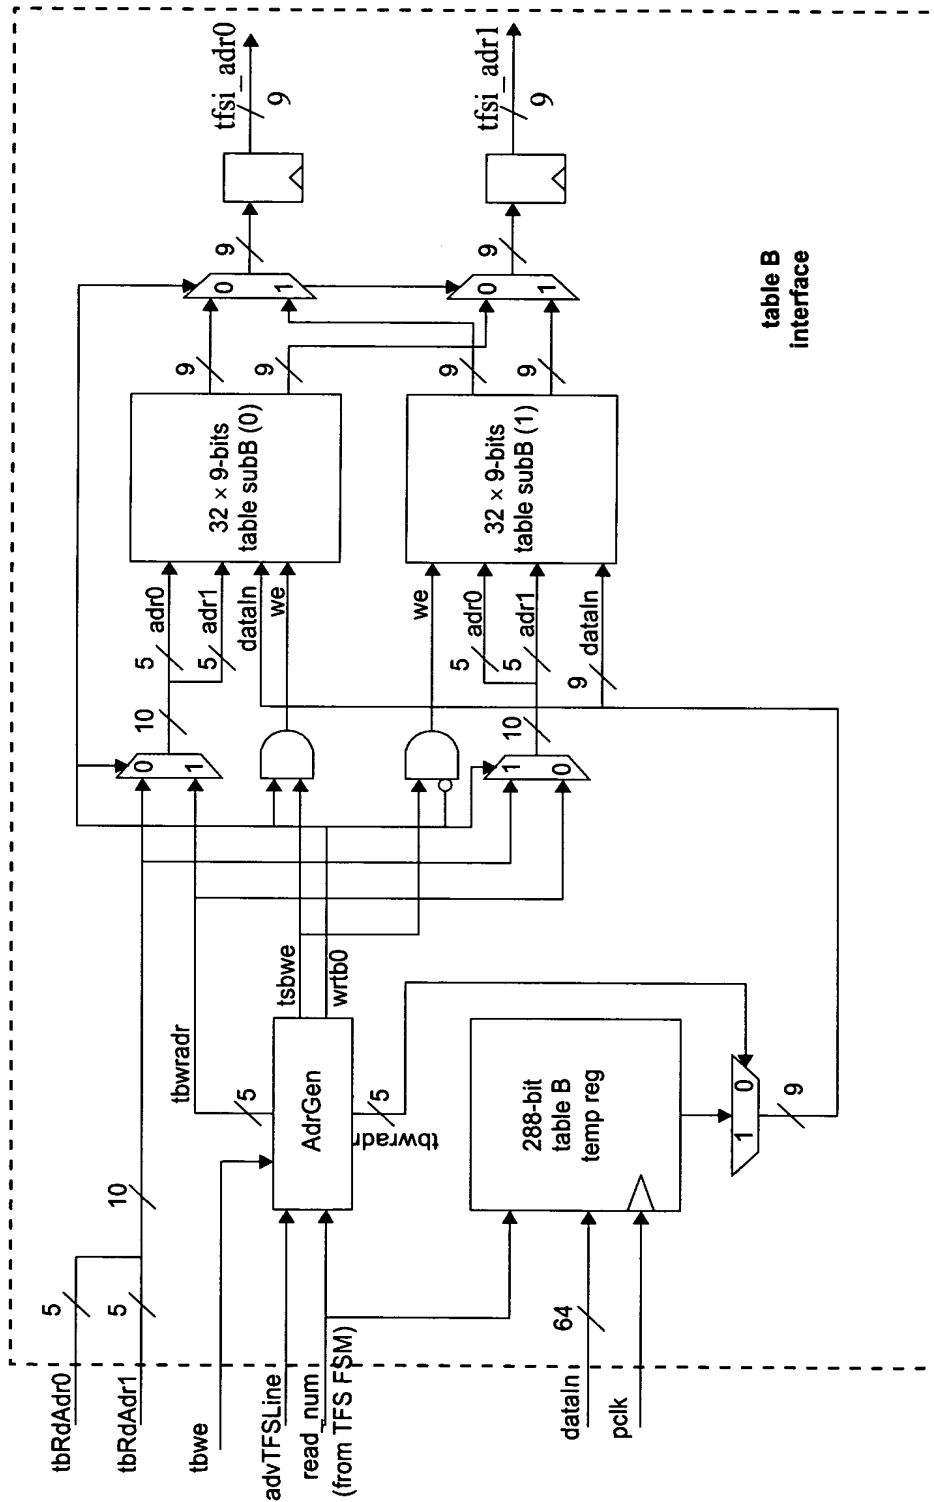 tbRdAdr0
5
tbRdAdr1
5
10
tbwe
advTFSLine
read_num
(from TFS FSM)
dataIn
64
pclk
tbwradr
5
AdrGen
5
tbwradr
tsbwe
wrtb0
288-bit
table B
temp reg
1 0
9
0
1
10
5
adr0
5
adr1
dataIn
we
32 × 9-bits
table subB (0)
9
9
we
1
0
10
5
adr0
5
adr1
9
dataIn
32 × 9-bits
table subB (1)
9
9
0
1
9
tfsi_adr0
9
0
1
9
tfsi_adr1
9
table B
interface